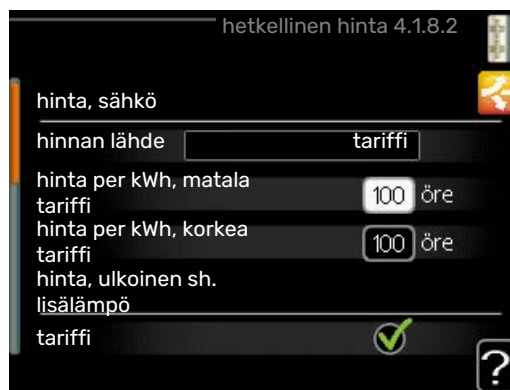 hetkellinen hinta 4.1.8.2
hinta, sähkö
hinnan lähde tariffi
hinta per kWh, matala
tariffi 100 öre
hinta per kWh, korkea
tariffi 100 öre
hinta, ulkoinen sh.
lisälämpö
tariffi
?